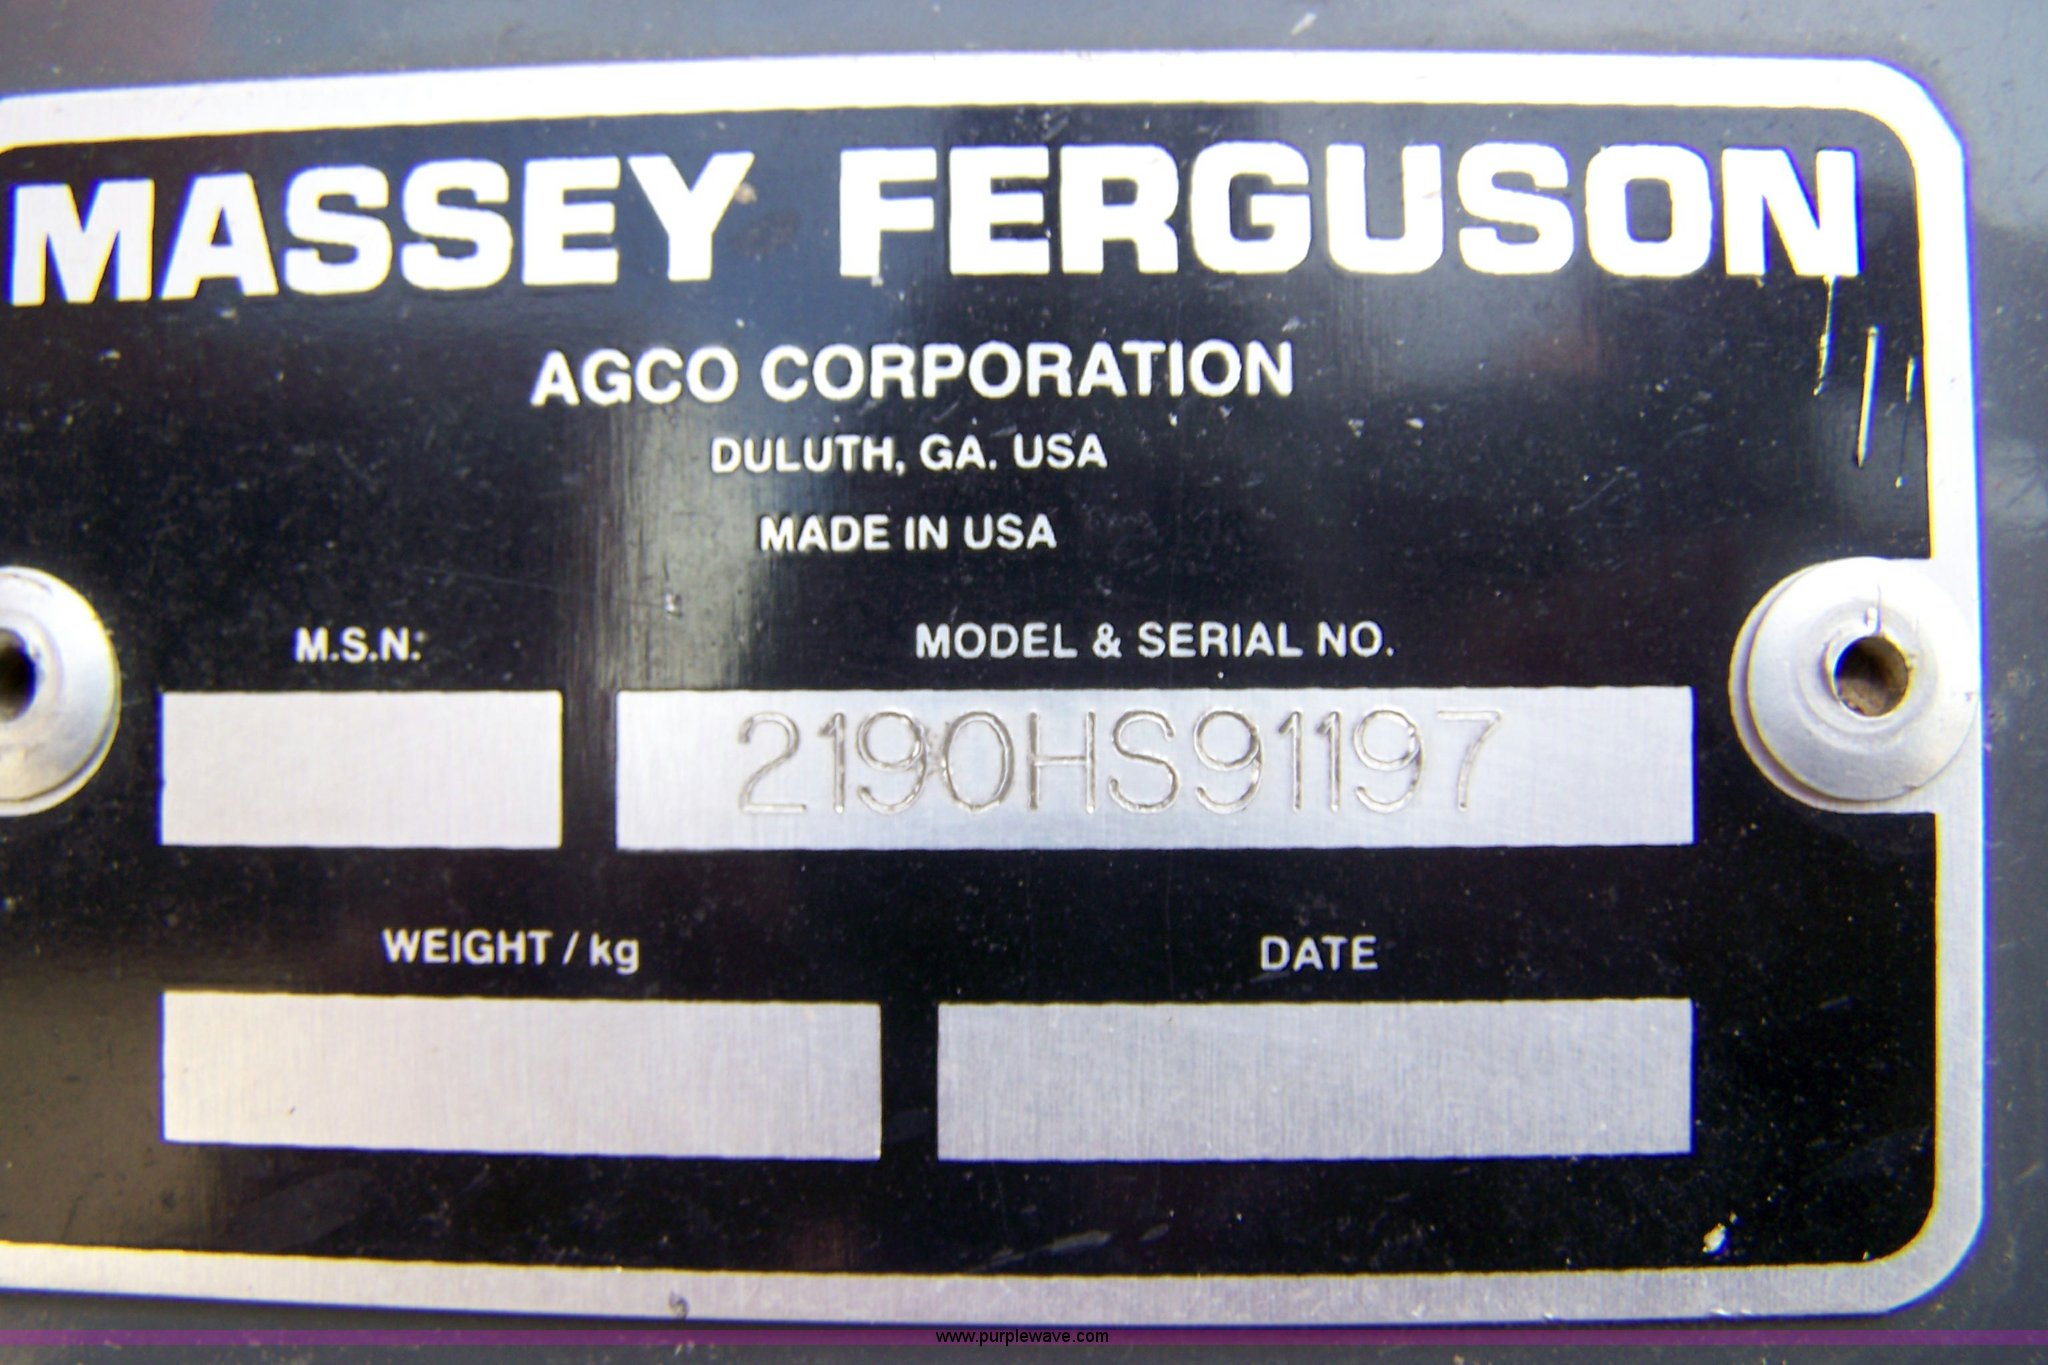 MASSEY FERGUSON
AGCO CORPORATION
DULUTH, GA. USA
MADE IN USA
M.S.N.
MODEL & SERIAL NO.
2190HS91197
WEIGHT / kg
DATE
www.purplewave.com